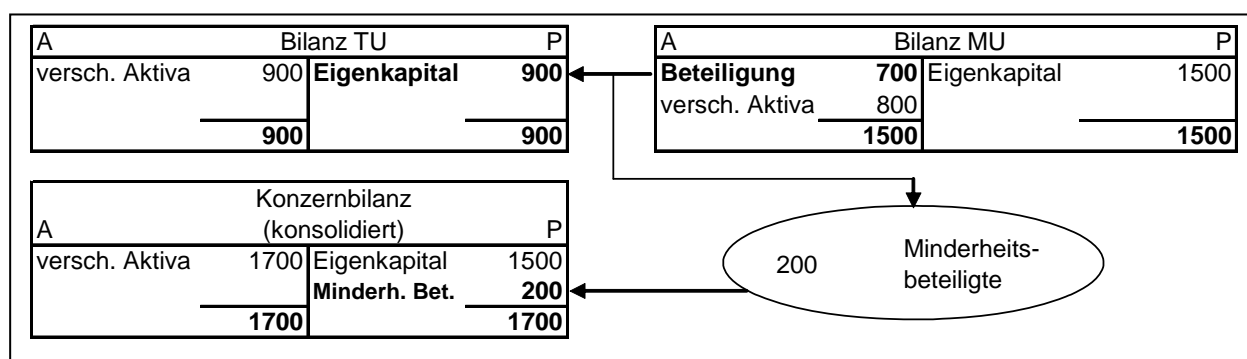 A Bilanz TU P
versch. Aktiva 900 Eigenkapital 900
900 900
A Bilanz MU P
Beteiligung 700 Eigenkapital 1500
versch. Aktiva 800
1500 1500
Konzernbilanz
A (konsolidiert) P
versch. Aktiva 1700 Eigenkapital 1500
Minderh. Bet. 200
1700 1700
200 Minderheits-
beteiligte